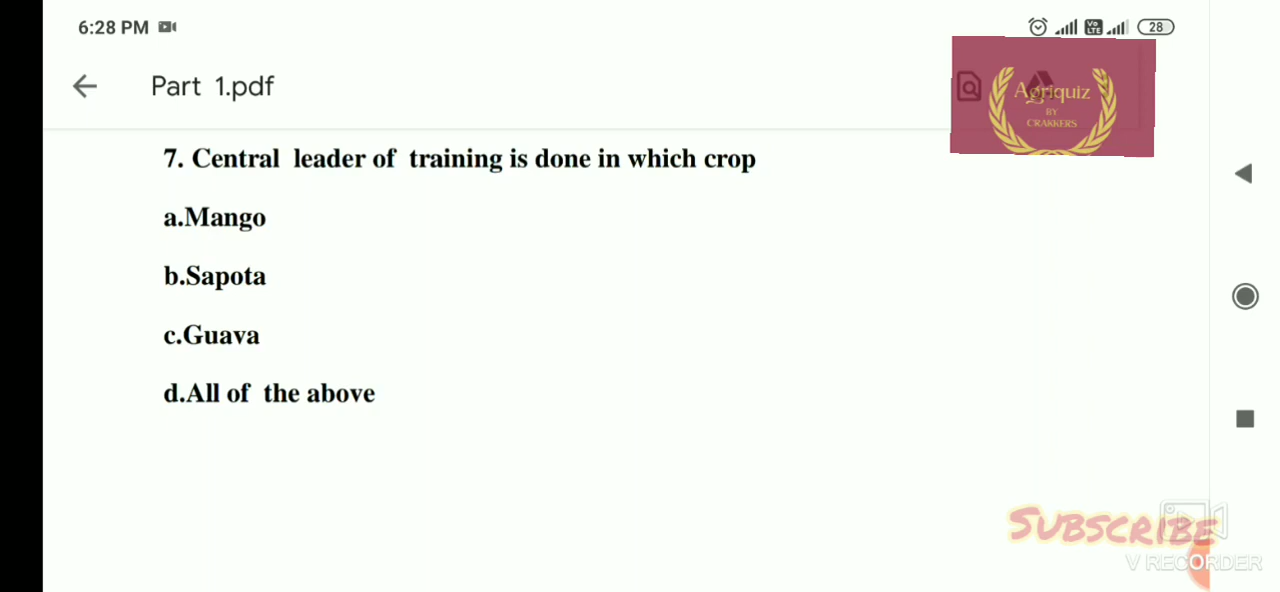 6:28 PM
28
Part 1.pdf
Agriquiz
BY
CRAKKERS
7. Central leader of training is done in which crop
a.Mango
b.Sapota
c.Guava
d.All of the above
SUBSCRIBE
V RECORDER